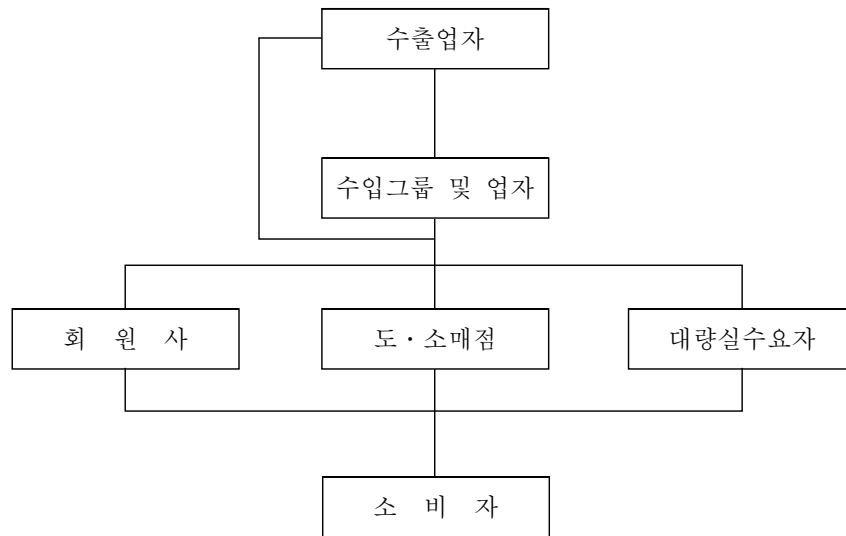 수출업자
수입그룹 및 업자
회 원 사
도·소매점
대량실수요자
소 비 자